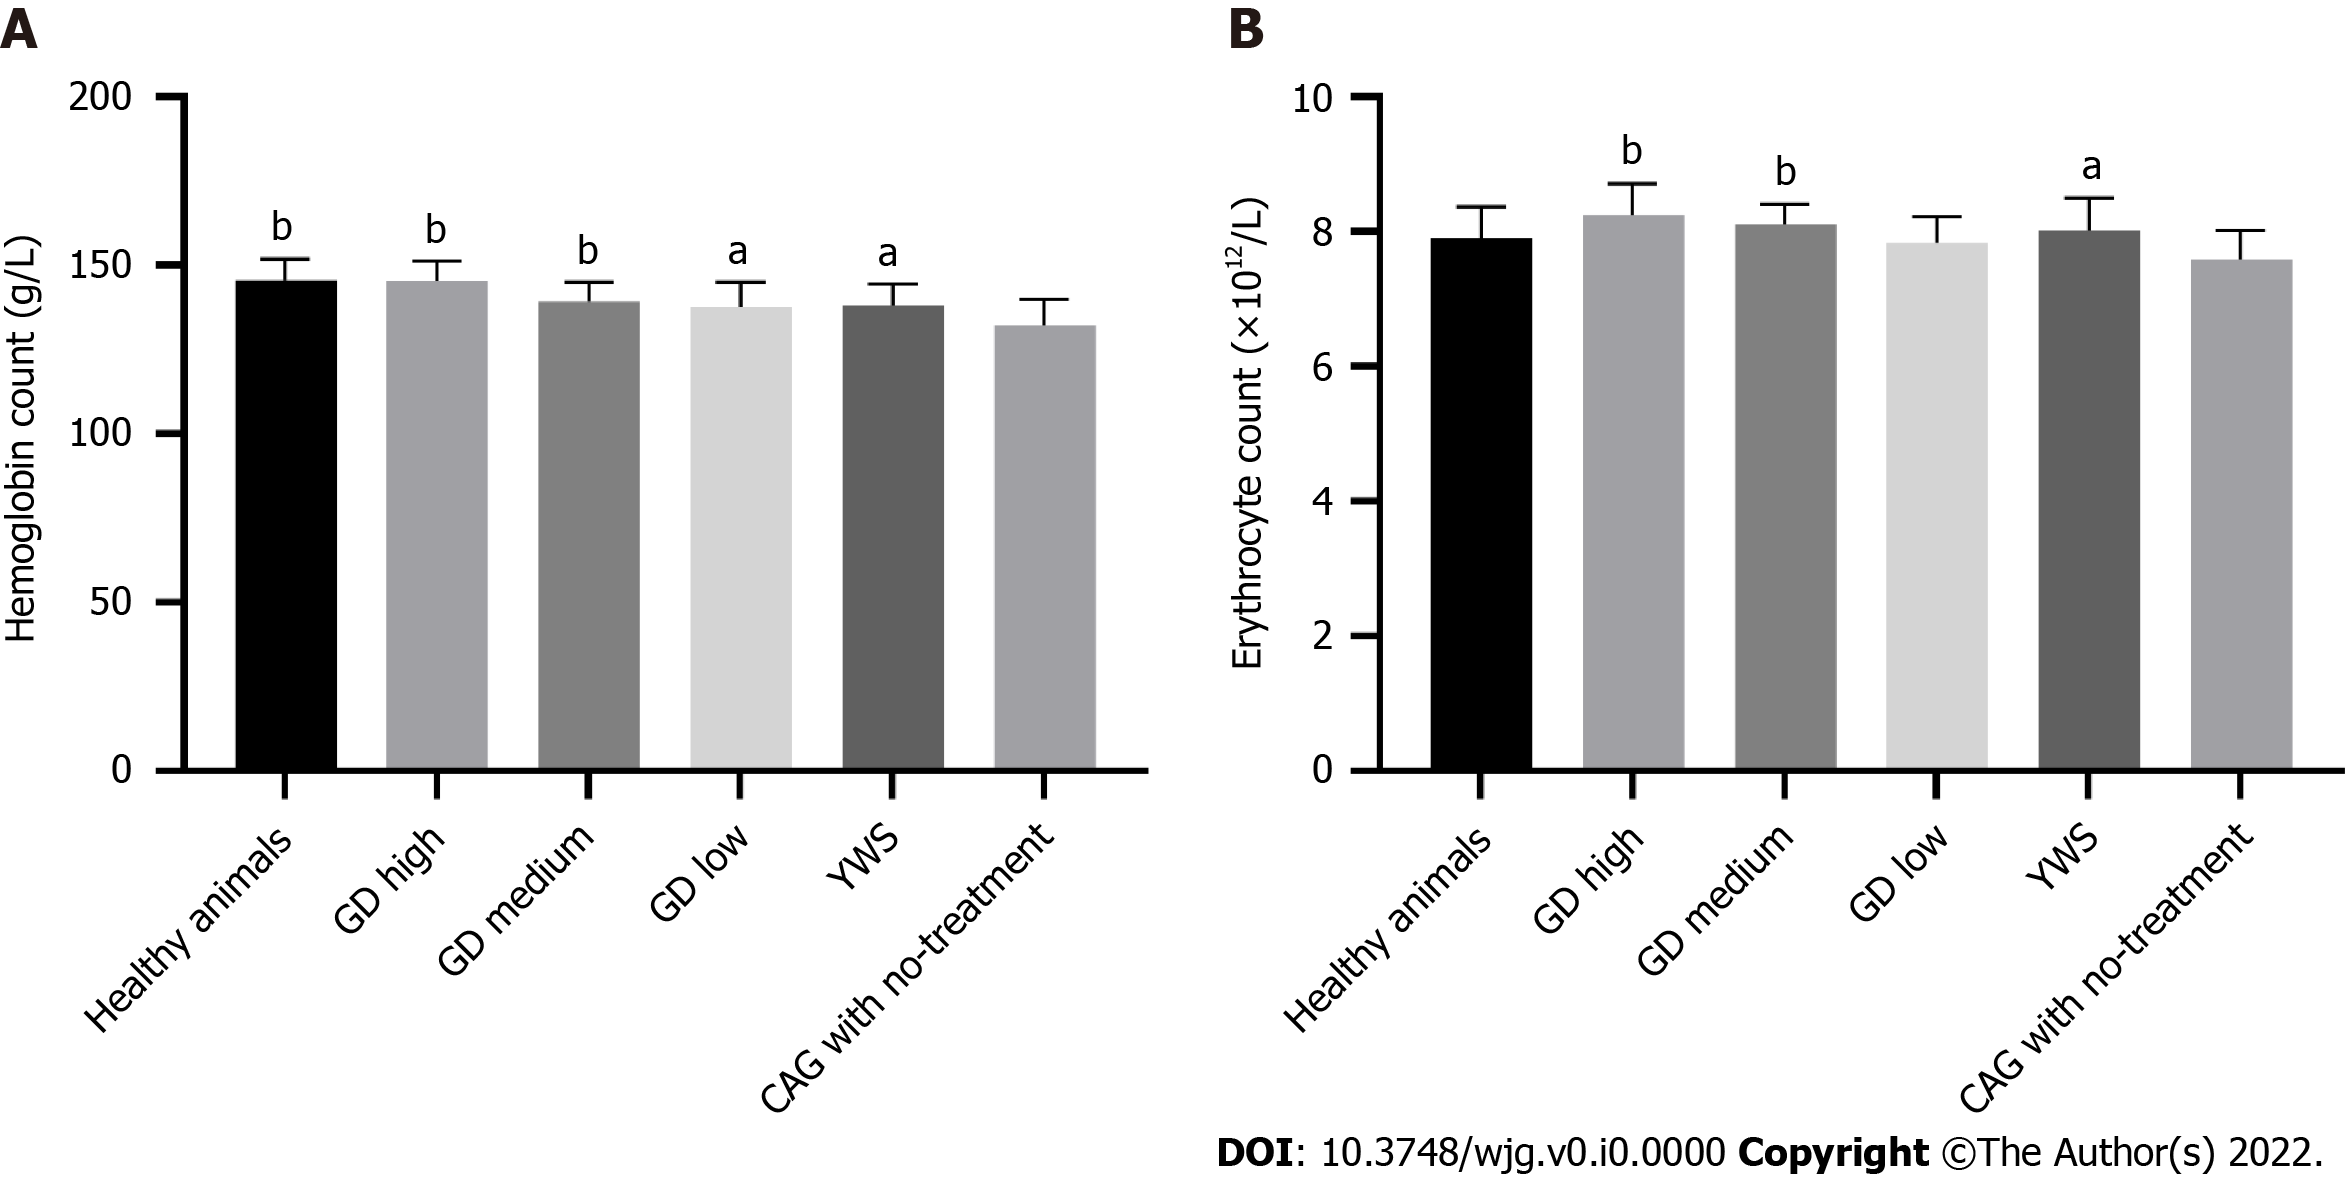 A
Hemoglobin count (g/L)
200
150
100
50
0
b
b
b
a
a
Healthy animals
GD high
GD medium
GD low
YWS
CAG with no-treatment
B
Erythrocyte count (×10¹²/L)
10
8
6
4
2
0
b
b
a
Healthy animals
GD high
GD medium
GD low
YWS
CAG with no-treatment
DOI: 10.3748/wjg.v0.i0.0000 Copyright ©The Author(s) 2022.